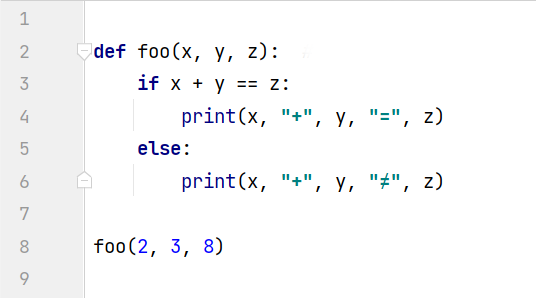 1
2 def foo(x, y, z):
3     if x + y == z:
4         print(x, "+", y, "=", z)
5     else:
6         print(x, "+", y, "≠", z)
7
8 foo(2, 3, 8)
9